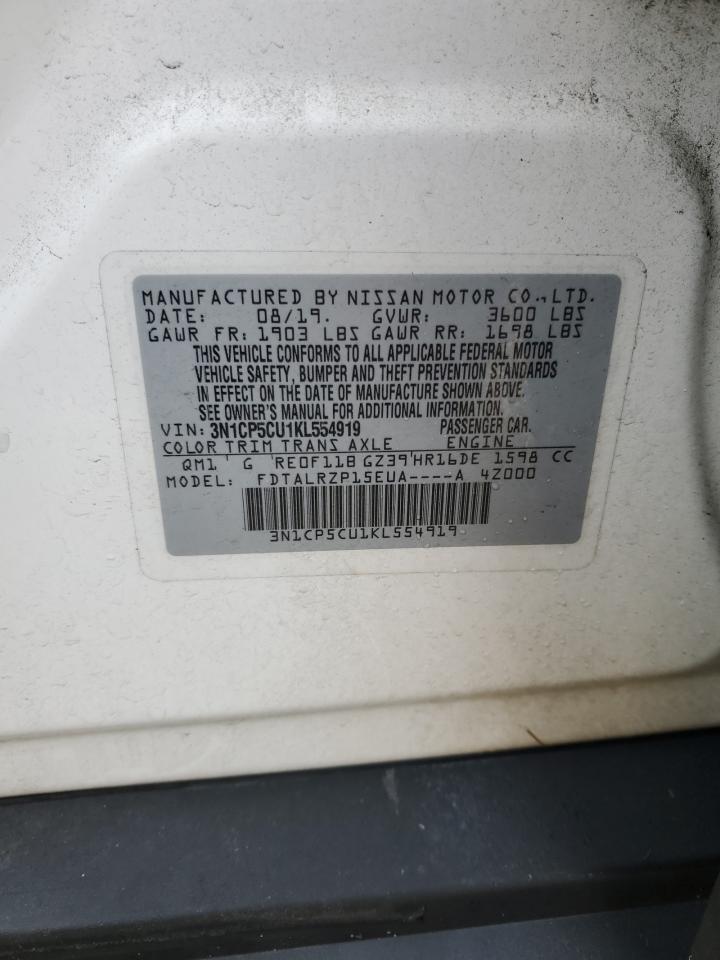 MANUFACTURED BY NISSAN MOTOR CO.,LTD.
DATE: 08/19. GVWR: 3600 LBS
GAWR FR: 1903 LBS GAWR RR: 1698 LBS
THIS VEHICLE CONFORMS TO ALL APPLICABLE FEDERAL MOTOR
VEHICLE SAFETY, BUMPER AND THEFT PREVENTION STANDARDS
IN EFFECT ON THE DATE OF MANUFACTURE SHOWN ABOVE.
SEE OWNER'S MANUAL FOR ADDITIONAL INFORMATION.
VIN: 3N1CP5CU1KL554919 PASSENGER CAR.
COLOR TRIM TRANS AXLE ENGINE
QM1 ' G RE0F11B GZ39'HR16DE 1598 CC
MODEL: FDTALRZP15EUA----A 4Z000
3N1CP5CU1KL554919